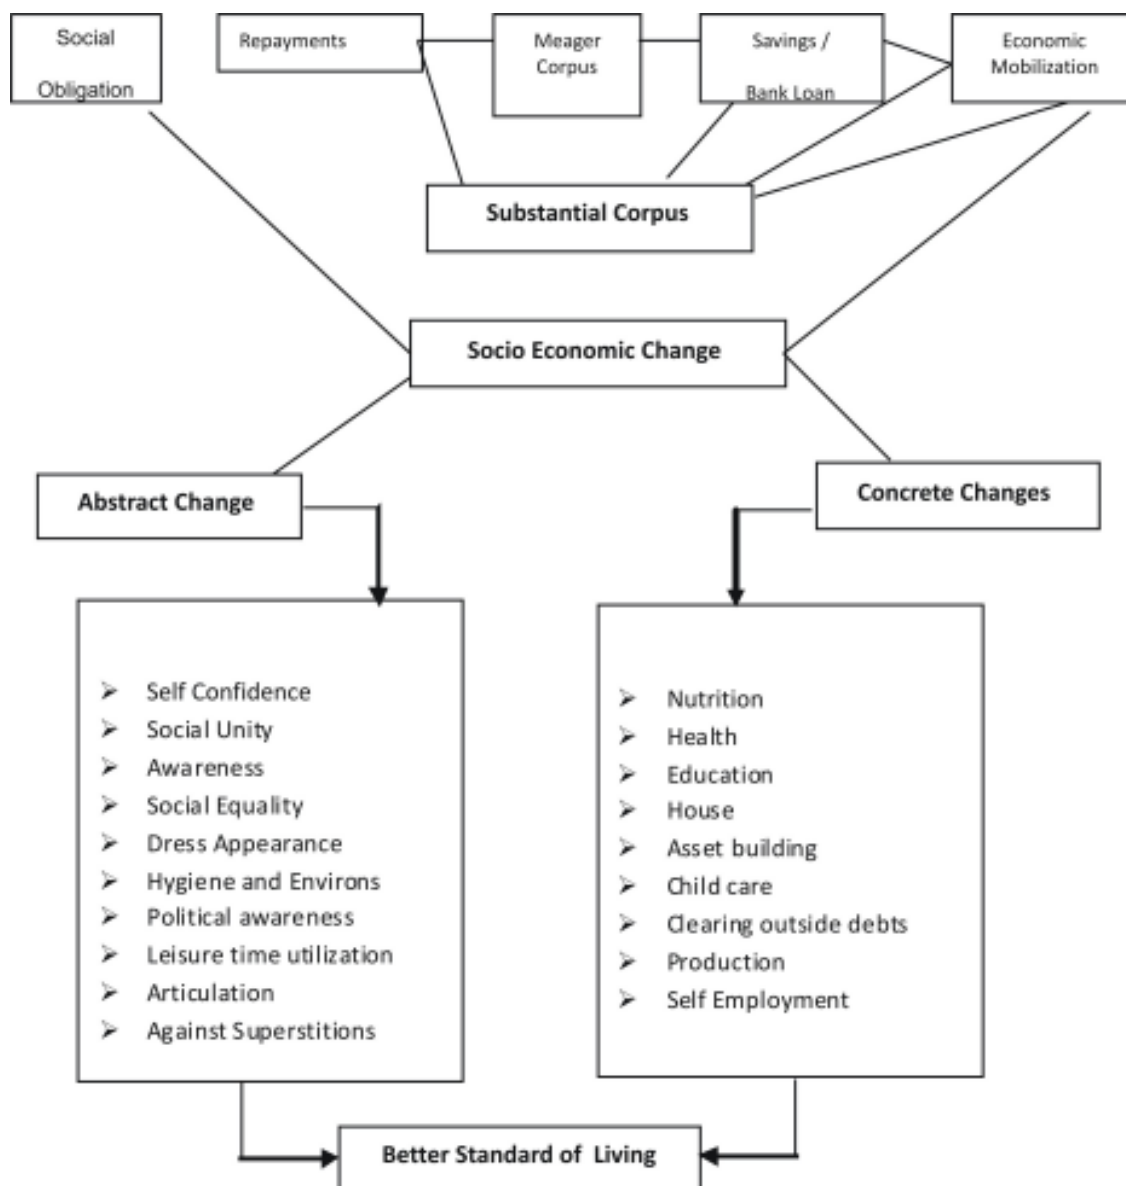 Social
Obligation
Repayments
Meager
Corpus
Savings /
Bank Loan
Economic
Mobilization
Substantial Corpus
Socio Economic Change
Abstract Change
Concrete Changes
Self Confidence
Social Unity
Awareness
Social Equality
Dress Appearance
Hygiene and Environs
Political awareness
Leisure time utilization
Articulation
Against Superstitions
Nutrition
Health
Education
House
Asset building
Child care
Clearing outside debts
Production
Self Employment
Better Standard of Living